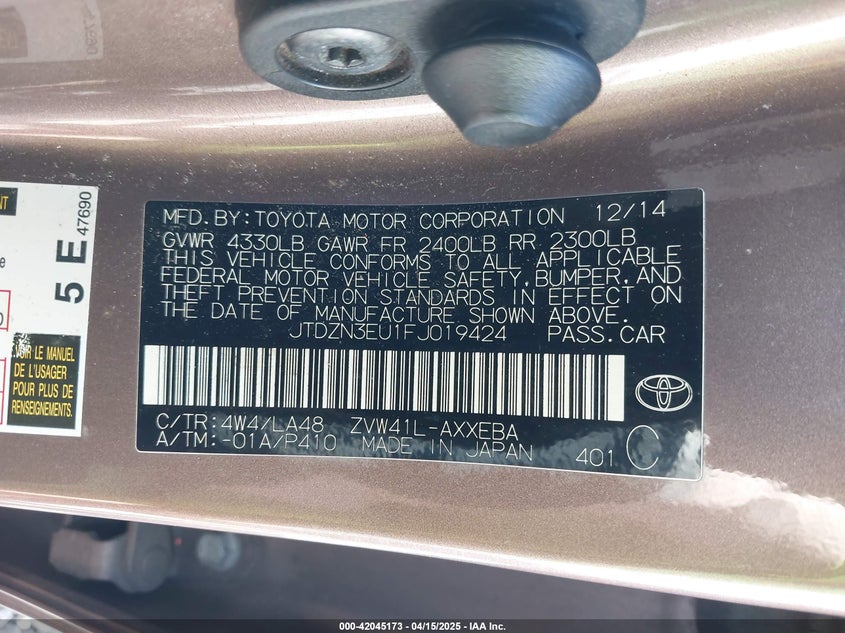 MFD.BY:TOYOTA MOTOR CORPORATION 12/14
GVWR 4330LB GAWR FR 2400LB RR 2300LB
THIS VEHICLE CONFORMS TO ALL APPLICABLE
FEDERAL MOTOR VEHICLE SAFETY,BUMPER,AND
THEFT PREVENTION STANDARDS IN EFFECT ON
THE DATE OF MANUFACTURE SHOWN ABOVE.
JTDZN3EU1FJ019424 PASS.CAR
C/TR: 4W4/LA48 ZVW41L-AXXEBA
A/TM: -01A/P410 MADE IN JAPAN 401 C
5 E
47690
VOIR LE MANUEL
DE L'USAGER
POUR PLUS DE
RENSEIGNEMENTS.
000-42045173 - 04/15/2025 - IAA Inc.